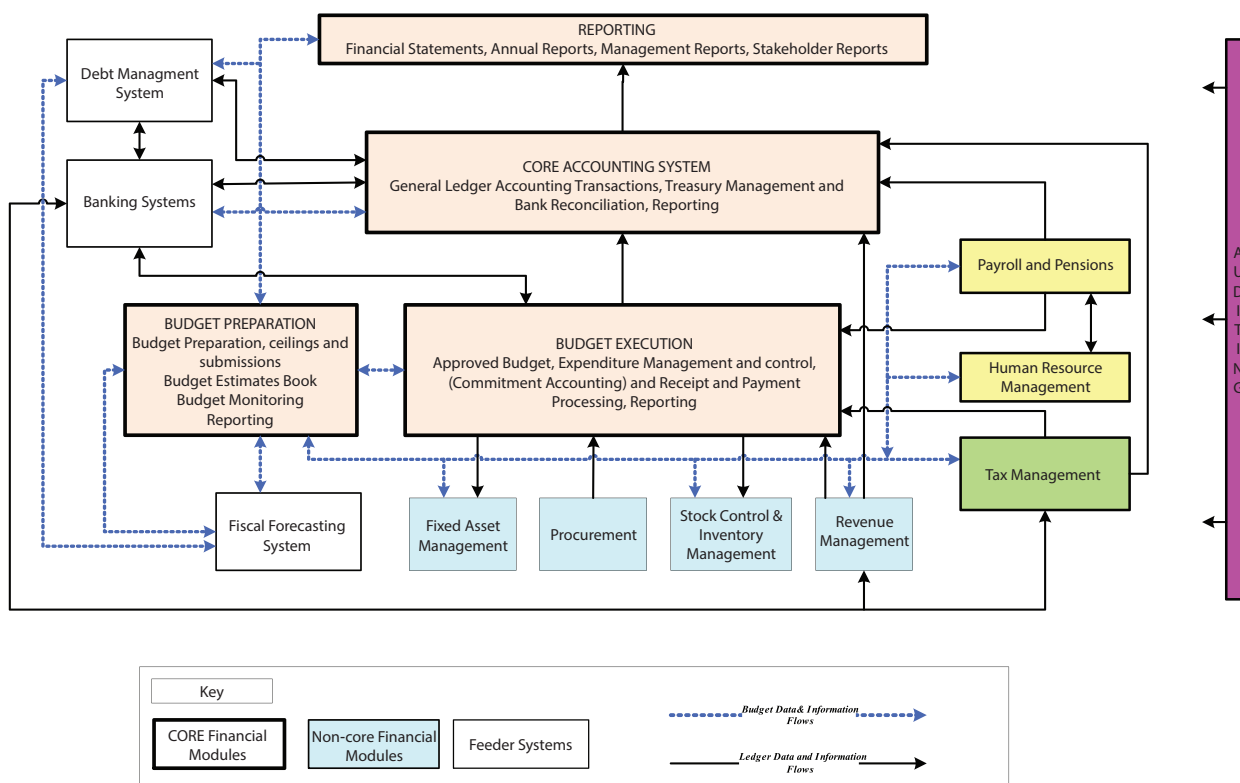 REPORTING
Financial Statements, Annual Reports, Management Reports, Stakeholder Reports
Debt Managment
System
CORE ACCOUNTING SYSTEM
General Ledger Accounting Transactions, Treasury Management and
Bank Reconciliation, Reporting
Banking Systems
Payroll and Pensions
BUDGET PREPARATION
Budget Preparation, ceilings and
submissions
Budget Estimates Book
Budget Monitoring
Reporting
BUDGET EXECUTION
Approved Budget, Expenditure Management and control,
(Commitment Accounting) and Receipt and Payment
Processing, Reporting
Human Resource
Management
Tax Management
Fiscal Forecasting
System
Fixed Asset
Management
Procurement
Stock Control &
Inventory
Management
Revenue
Management
A
U
D
I
T
I
N
G
Key
CORE Financial
Modules
Non-core Financial
Modules
Feeder Systems
Budget Data& Information
Flows
Ledger Data and Information
Flows